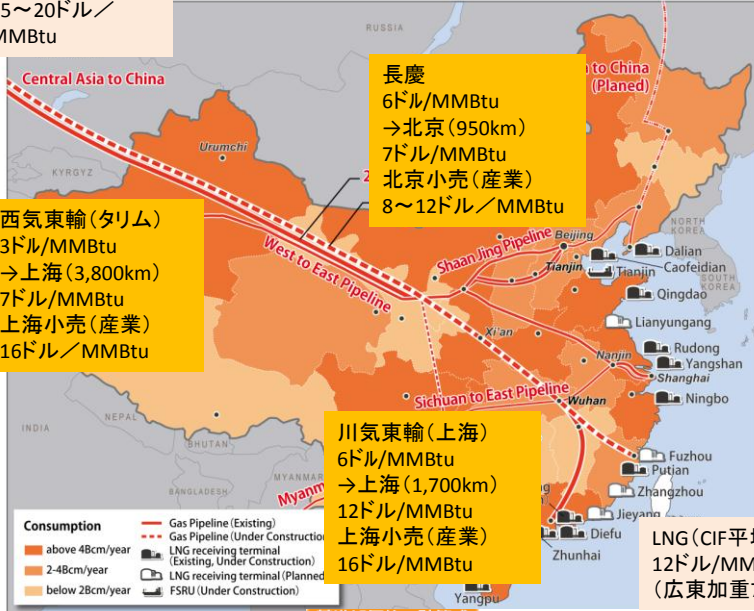 5～20ドル／
MMBtu
RUSSIA
Central Asia to China
to China
(Planed)
長慶
6ドル/MMBtu
→北京（950km）
7ドル/MMBtu
北京小売（産業）
8～12ドル／MMBtu
Urumchi
KYRGYZ
2
西気東輸（タリム）
3ドル/MMBtu
→上海（3,800km）
7ドル/MMBtu
上海小売（産業）
16ドル／MMBtu
West to East Pipeline
Shaan Jing Pipeline
Beijing
Tianjin
NORTH
KOREA
SOUTH
KOREA
Dalian
Tianjin
Caofeidian
Qingdao
Lianyungang
Xi'an
Nanjin
Rudong
Yangshan
Shanghai
Ningbo
Sichuan to East Pipeline
Wuhan
NEPAL
INDIA
BHUTAN
BANGLADESH
MYANMAR
Myanm
川気東輸（上海）
6ドル/MMBtu
→上海（1,700km）
12ドル/MMBtu
上海小売（産業）
16ドル/MMBtu
Fuzhou
Putian
Zhangzhou
Jieyang
Diefu
Zhunhai
Yangpu
LNG（CIF平均
12ドル/MM
（広東加重
Consumption
above 4Bcm/year
2-4Bcm/year
below 2Bcm/year
Gas Pipeline (Existing)
Gas Pipeline (Under Construction
LNG receiving terminal
(Existing, Under Construction)
LNG receiving terminal (Planned
FSRU (Under Construction)